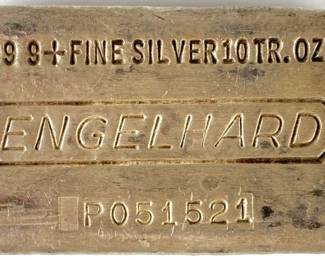 99+FINE SILVER 10 TR. OZ
ENGELHARD
P051521